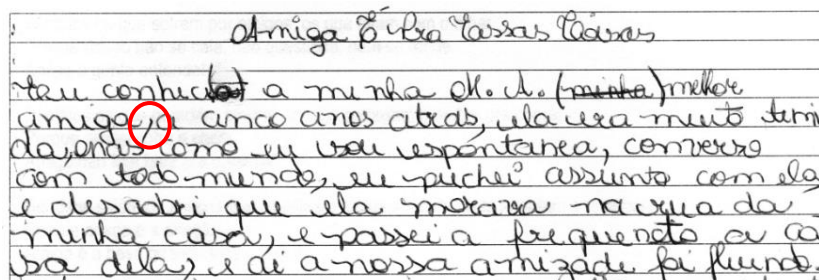 Amiga É Pra Essas Coisas
eu conheci a minha M. A. (minha) melhor
amiga, a cinco anos atras, ela era muito timi
da, mas como eu sou espontanea, converso
com todo mundo, eu puchei assunto com ela
e descobri que ela morava na rua da
minha casa, e passei a frequenta a ca
sa dela, e ai a nossa amizade foi fluindo